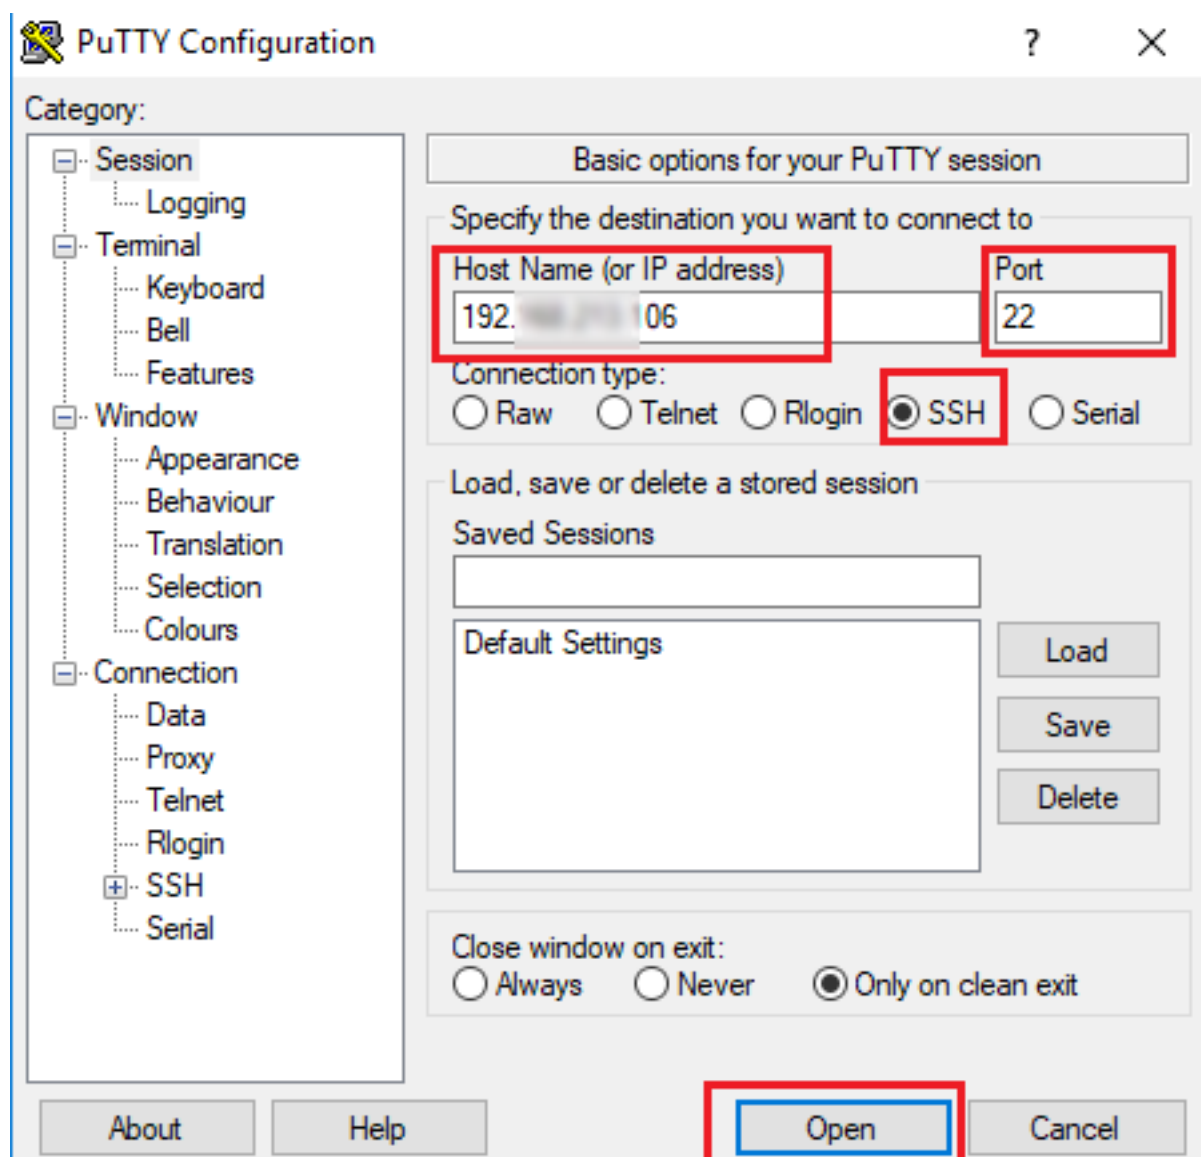 PuTTY Configuration
?
Category:
Session
Logging
Terminal
Keyboard
Bell
Features
Window
Appearance
Behaviour
Translation
Selection
Colours
Connection
Data
Proxy
Telnet
Rlogin
SSH
Serial
Basic options for your PuTTY session
Specify the destination you want to connect to
Host Name (or IP address) Port
192. 06 22
Connection type:
Raw Telnet Rlogin SSH Serial
Load, save or delete a stored session
Saved Sessions
Default Settings
Load
Save
Delete
Close window on exit:
Always Never Only on clean exit
About Help Open Cancel